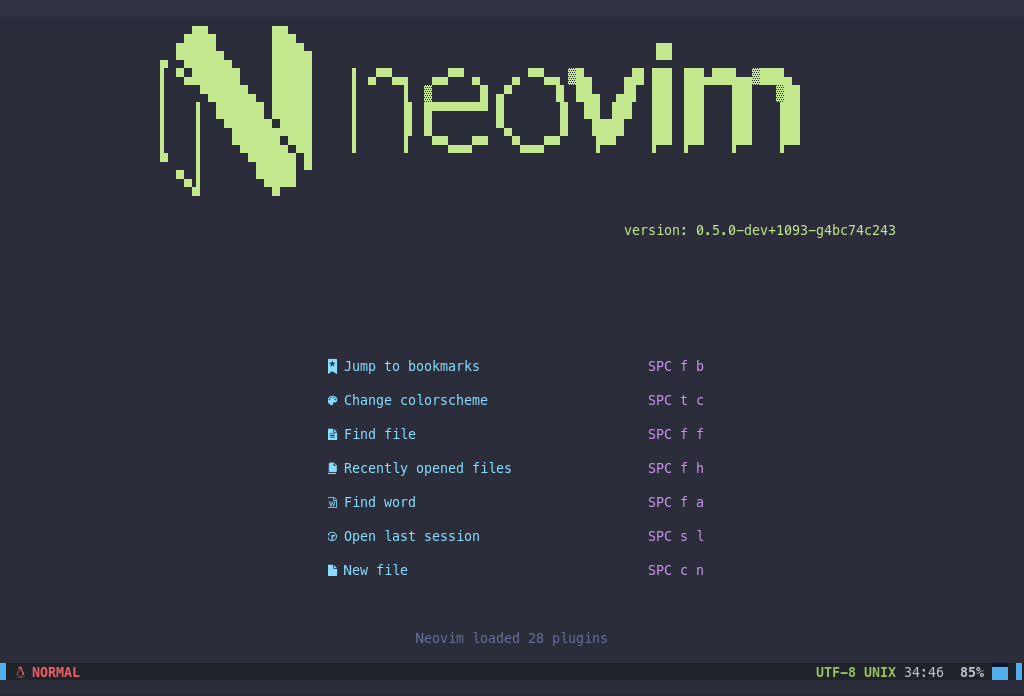 neovim
version: 0.5.0-dev+1093-g4bc74c243
Jump to bookmarks SPC f b
Change colorscheme SPC t c
Find file SPC f f
Recently opened files SPC f h
Find word SPC f a
Open last session SPC s l
New file SPC c n
Neovim loaded 28 plugins
NORMAL UTF-8 UNIX 34:46 85%